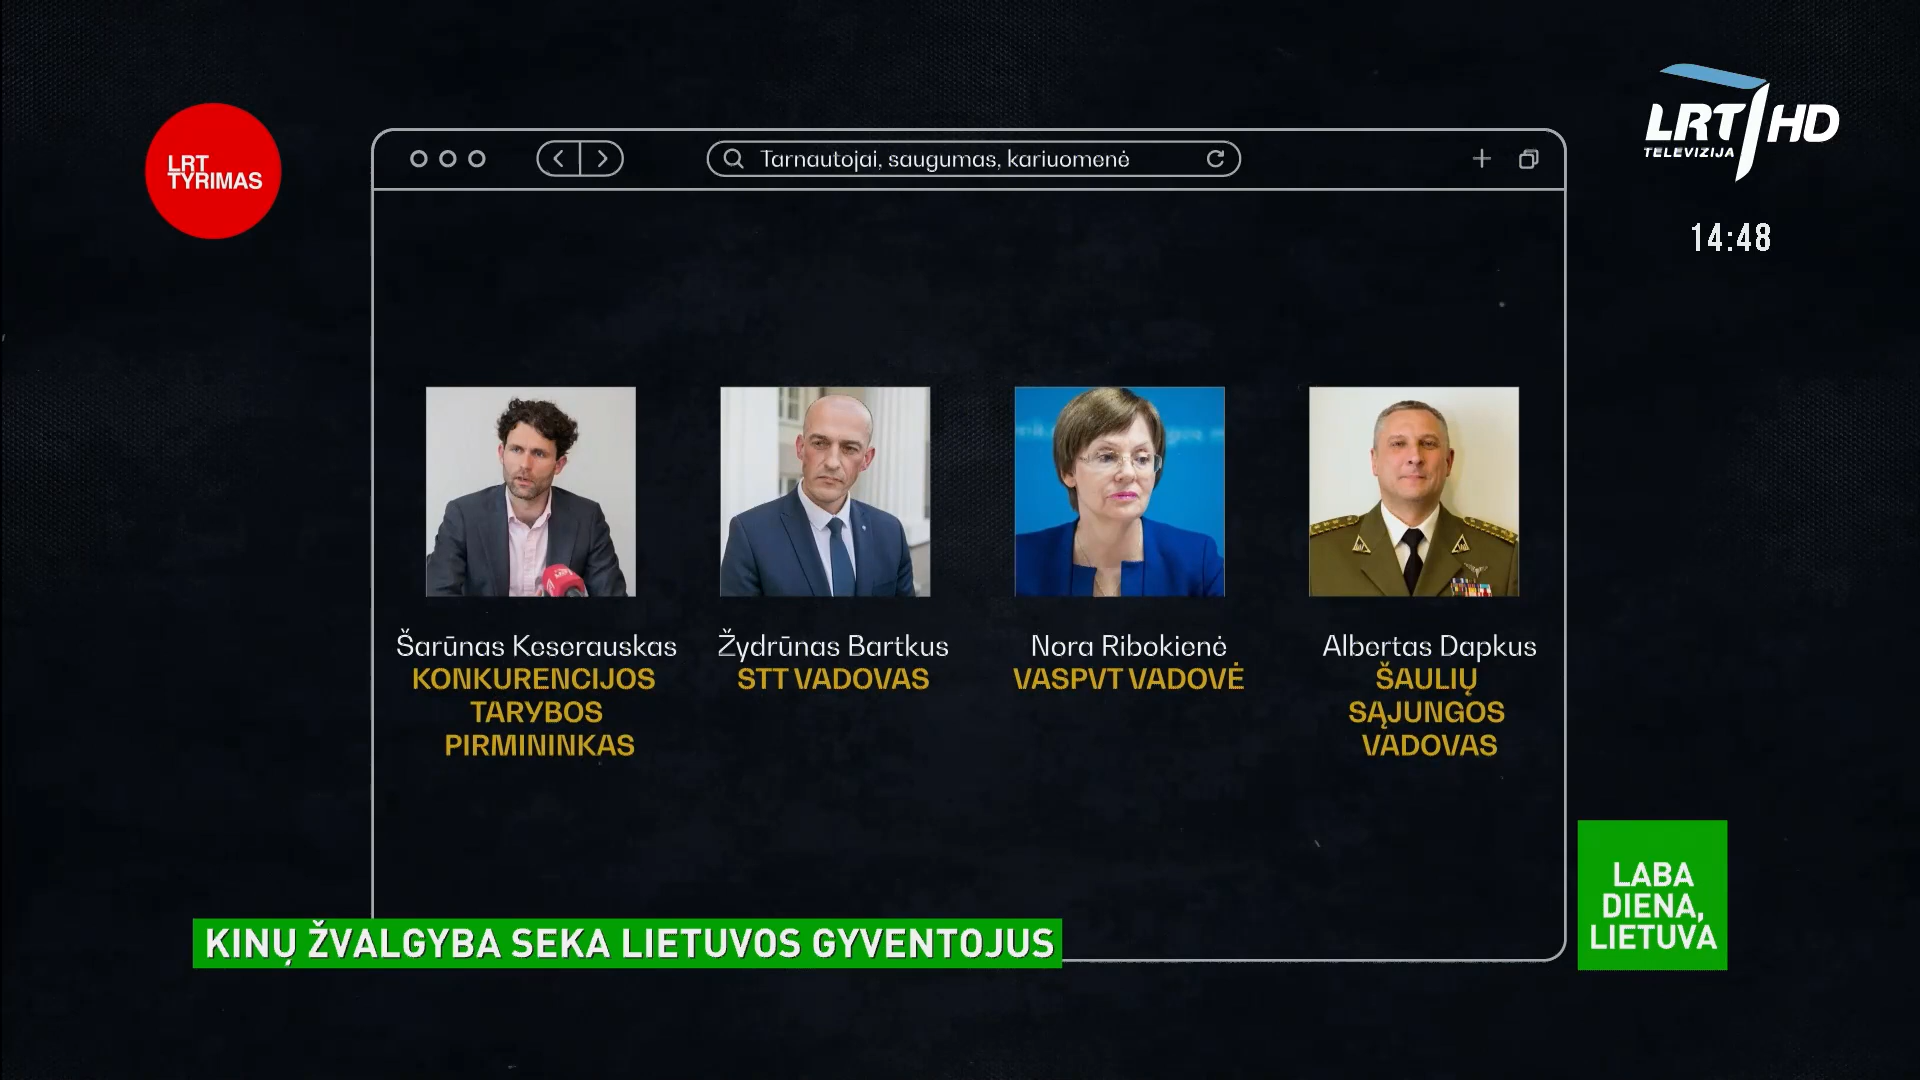 LRT
TYRIMAS
Tarnautojai, saugumas, kariuomenė
LRT HD
TELEVIZIJA
14:48
Šarūnas Keserauskas
KONKURENCIJOS
TARYBOS
PIRMININKAS
Žydrūnas Bartkus
STT VADOVAS
Nora Ribokienė
VASPVT VADOVĖ
Albertas Dapkus
ŠAULIŲ
SĄJUNGOS
VADOVAS
KINŲ ŽVALGYBA SEKA LIETUVOS GYVENTOJUS
LABA
DIENA,
LIETUVA